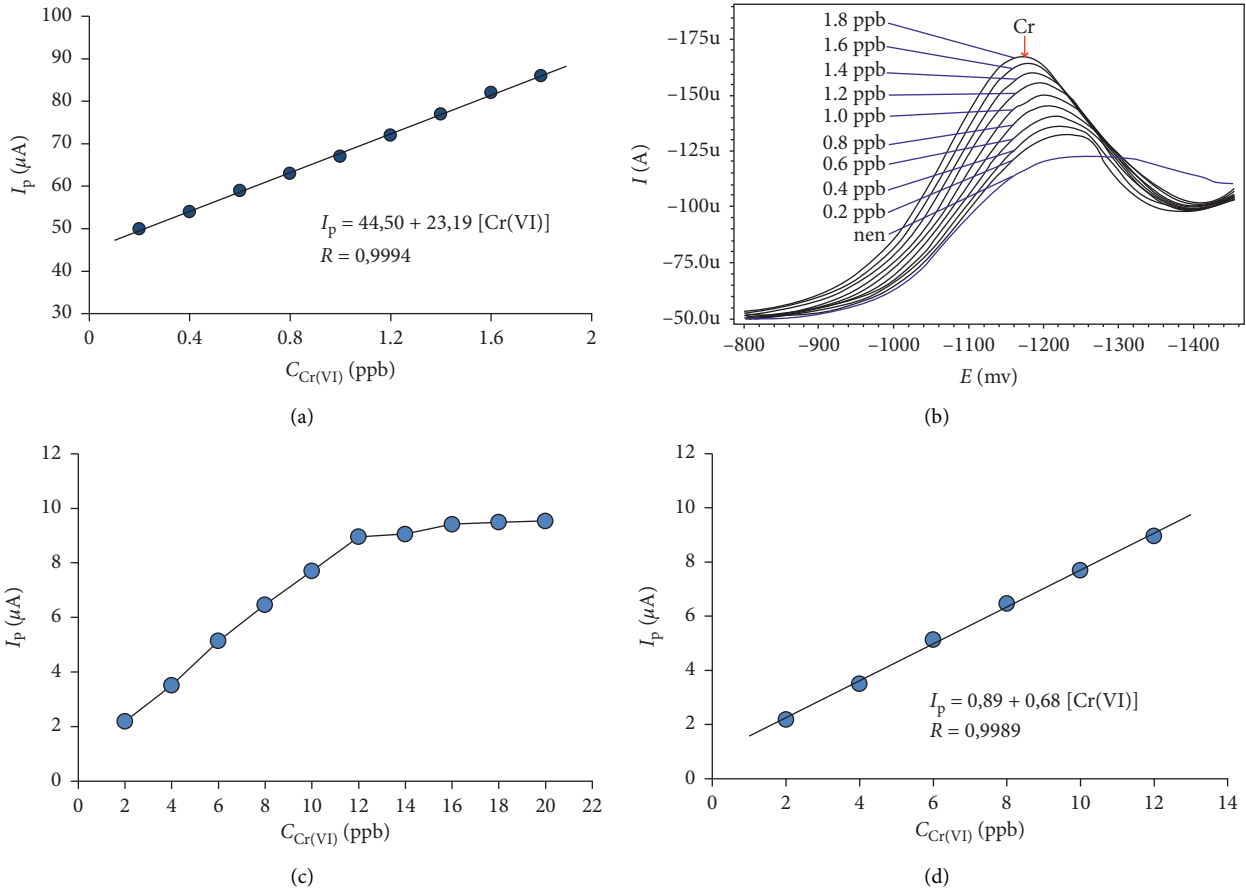 100
90
80
70
60
50
40
30
I_p (μA)
I_p = 44,50 + 23,19 [Cr(VI)]
R = 0,9994
0 0.4 0.8 1.2 1.6 2
C_Cr(VI) (ppb)
(a)
−175u
−150u
−125u
−100u
−75.0u
−50.0u
I (A)
1.8 ppb
1.6 ppb
1.4 ppb
1.2 ppb
1.0 ppb
0.8 ppb
0.6 ppb
0.4 ppb
0.2 ppb
nen
Cr
−800 −900 −1000 −1100 −1200 −1300 −1400
E (mv)
(b)
12
10
8
6
4
2
0
I_p (μA)
0 2 4 6 8 10 12 14 16 18 20 22
C_Cr(VI) (ppb)
(c)
12
10
8
6
4
2
0
I_p (μA)
I_p = 0,89 + 0,68 [Cr(VI)]
R = 0,9989
0 2 4 6 8 10 12 14
C_Cr(VI) (ppb)
(d)